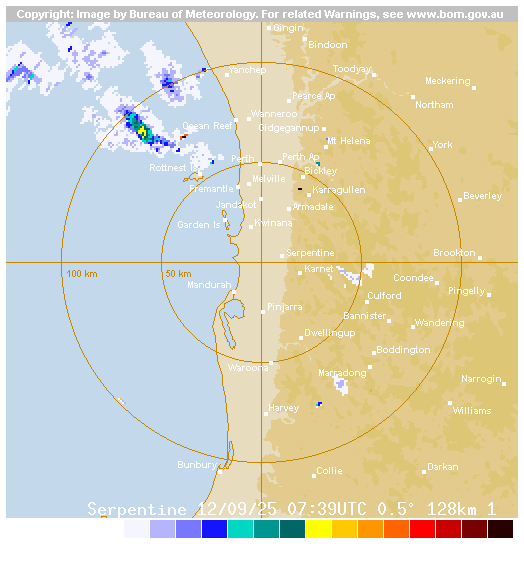 Copyright: Image by Bureau of Meteorology. For related Warnings, see www.bom.gov.au
Gingin
Bindoon
Yanchep
Toodyay
Meckering
Pearce Ap
Northam
Wanneroo
Ocean Reef
Gidgegannup
Mt Helena
York
Perth
Perth Ap
Rottnest Is
Bickley
Melville
Fremantle
Karragullen
Beverley
Jandakot
Armadale
Garden Is
Kwinana
Serpentine
Brookton
100 km
50 km
Karnet
Coondee
Mandurah
Culford
Pingelly
Pinjarra
Bannister
Wandering
Dwellingup
Boddington
Waroona
Marradong
Narrogin
Harvey
Williams
Bunbury
Collie
Darkan
Serpentine 12/09/25 07:39UTC 0.5° 128km 1